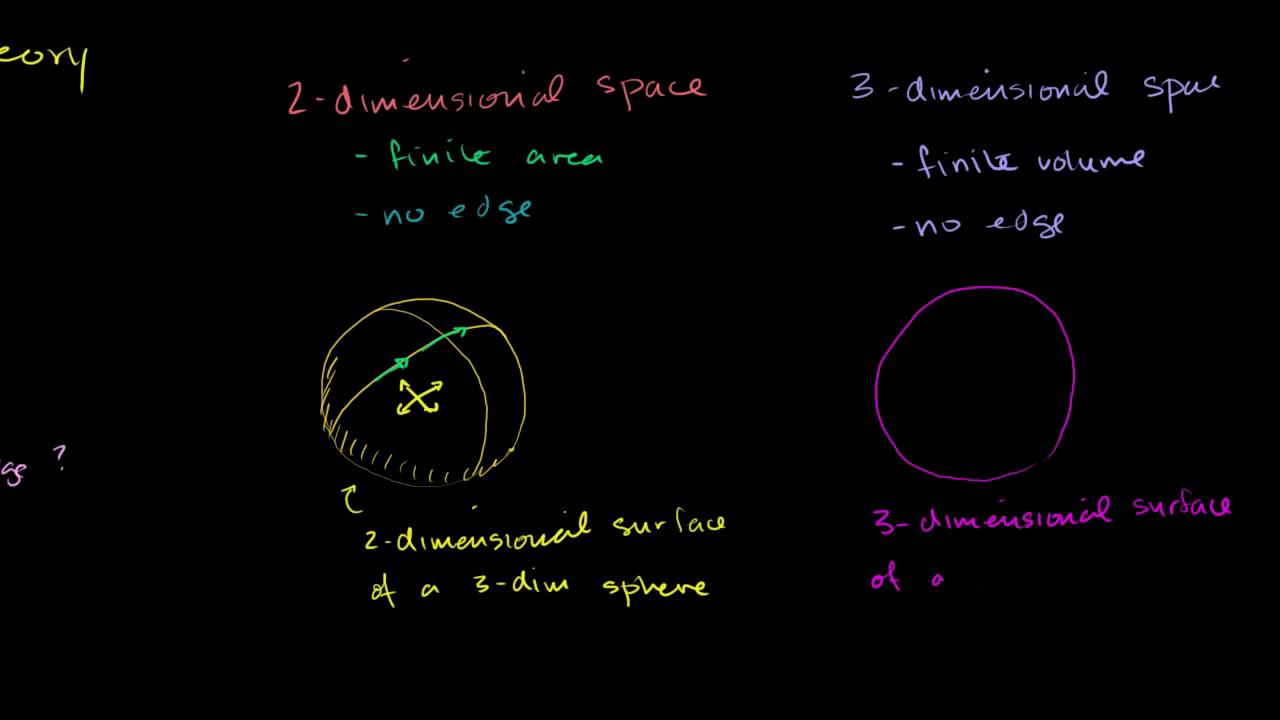 eory
2-dimensional space
- finite area
- no edge
3-dimensional space
- finite volume
- no edge
ge ?
2-dimensional surface
of a 3-dim sphere
3-dimensional surface
of a